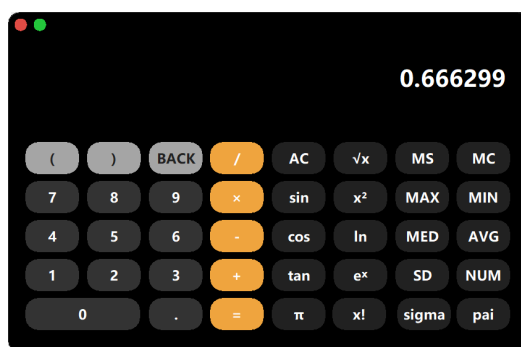 0.666299
( ) BACK / AC √x MS MC
7 8 9 × sin x² MAX MIN
4 5 6 - cos ln MED AVG
1 2 3 + tan eˣ SD NUM
0 . = π x! sigma pai